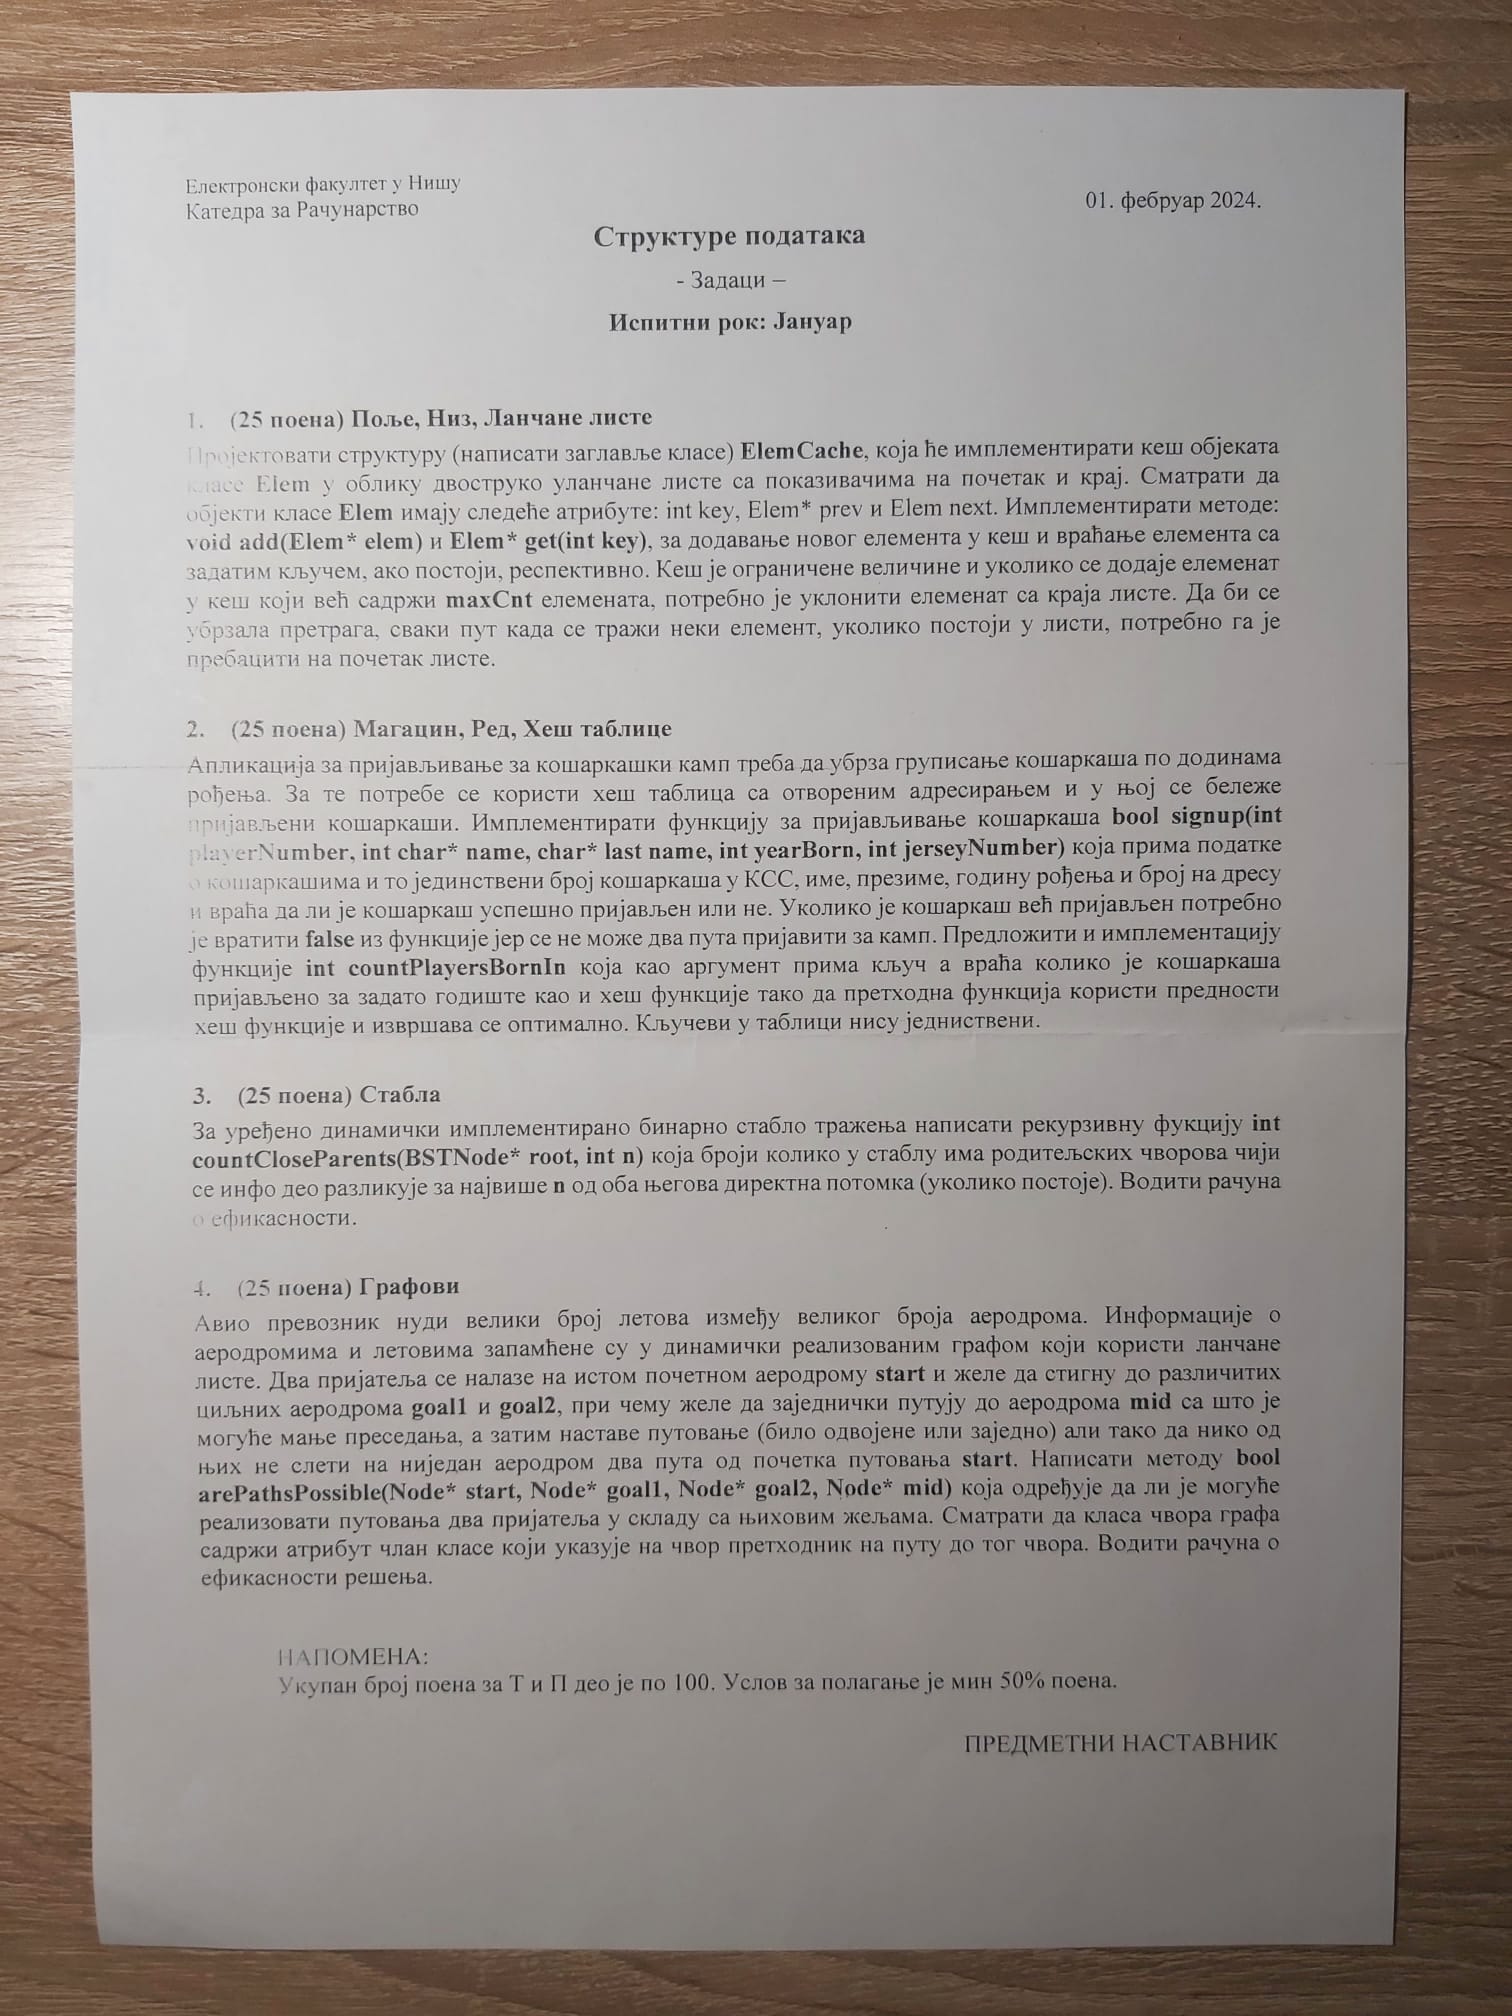 Електронски факултет у Нишу
Катедра за Рачунарство
01. фебруар 2024.
Структуре података
- Задаци –
Испитни рок: Јануар
1. (25 поена) Поље, Низ, Ланчане листе
Пројектовати структуру (написати заглавље класе) ElemCache, која ће имплементирати кеш објеката
класе Elem у облику двоструко уланчане листе са показивачима на почетак и крај. Сматрати да
објекти класе Elem имају следеће атрибуте: int key, Elem* prev и Elem next. Имплементирати методе:
void add(Elem* elem) и Elem* get(int key), за додавање новог елемента у кеш и враћање елемента са
задатим кључем, ако постоји, респективно. Кеш је ограничене величине и уколико се додаје елеменат
у кеш који већ садржи maxCnt елемената, потребно је уклонити елеменат са краја листе. Да би се
убрзала претрага, сваки пут када се тражи неки елемент, уколико постоји у листи, потребно га је
пребацити на почетак листе.
2. (25 поена) Магацин, Ред, Хеш таблице
Апликација за пријављивање за кошаркашки камп треба да убрза груписање кошаркаша по додинама
рођења. За те потребе се користи хеш таблица са отвореним адресирањем и у њој се бележе
пријављени кошаркаши. Имплементирати функцију за пријављивање кошаркаша bool signup(int
playerNumber, int char* name, char* last name, int yearBorn, int jerseyNumber) која прима податке
о кошаркашима и то јединствени број кошаркаша у КСС, име, презиме, годину рођења и број на дресу
и враћа да ли је кошаркаш успешно пријављен или не. Уколико је кошаркаш већ пријављен потребно
је вратити false из функције јер се не може два пута пријавити за камп. Предложити и имплементацију
функције int countPlayersBornIn која као аргумент прима кључ а враћа колико је кошаркаша
пријављено за задато годиште као и хеш функције тако да претходна функција користи предности
хеш функције и извршава се оптимално. Кључеви у таблици нису једниствени.
3. (25 поена) Стабла
За уређено динамички имплементирано бинарно стабло тражења написати рекурзивну фукцију int
countCloseParents(BSTNode* root, int n) која броји колико у стаблу има родитељских чворова чији
се инфо део разликује за највише n од оба његова директна потомка (уколико постоје). Водити рачуна
о ефикасности.
4. (25 поена) Графови
Авио превозник нуди велики број летова између великог броја аеродрома. Информације о
аеродромима и летовима запамћене су у динамички реализованим графом који користи ланчане
листе. Два пријатеља се налазе на истом почетном аеродрому start и желе да стигну до различитих
циљних аеродрома goal1 и goal2, при чему желе да заједнички путују до аеродрома mid са што је
могуће мање преседања, а затим наставе путовање (било одвојене или заједно) али тако да нико од
њих не слети на ниједан аеродром два пута од почетка путовања start. Написати методу bool
arePathsPossible(Node* start, Node* goal1, Node* goal2, Node* mid) која одређује да ли је могуће
реализовати путовања два пријатеља у складу са њиховим жељама. Сматрати да класа чвора графа
садржи атрибут члан класе који указује на чвор претходник на путу до тог чвора. Водити рачуна о
ефикасности решења.
НАПОМЕНА:
Укупан број поена за Т и П део је по 100. Услов за полагање је мин 50% поена.
ПРЕДМЕТНИ НАСТАВНИК